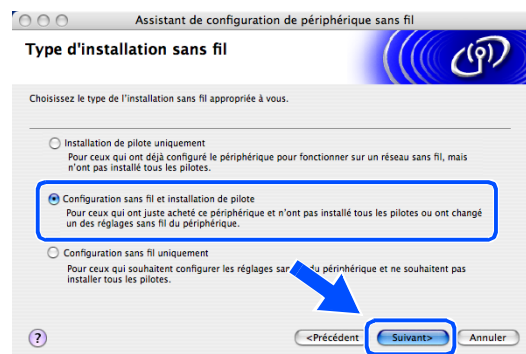 Assistant de configuration de périphérique sans fil
Type d'installation sans fil
Choisissez le type de l'installation sans fil appropriée à vous.
Installation de pilote uniquement
Pour ceux qui ont déjà configuré le périphérique pour fonctionner sur un réseau sans fil, mais
n'ont pas installé tous les pilotes.
Configuration sans fil et installation de pilote
Pour ceux qui ont juste acheté ce périphérique et n'ont pas installé tous les pilotes ou ont changé
un des réglages sans fil du périphérique.
Configuration sans fil uniquement
Pour ceux qui souhaitent configurer les réglages du périphérique et ne souhaitent pas
installer tous les pilotes.
?
<Précédent
Suivant>
Annuler